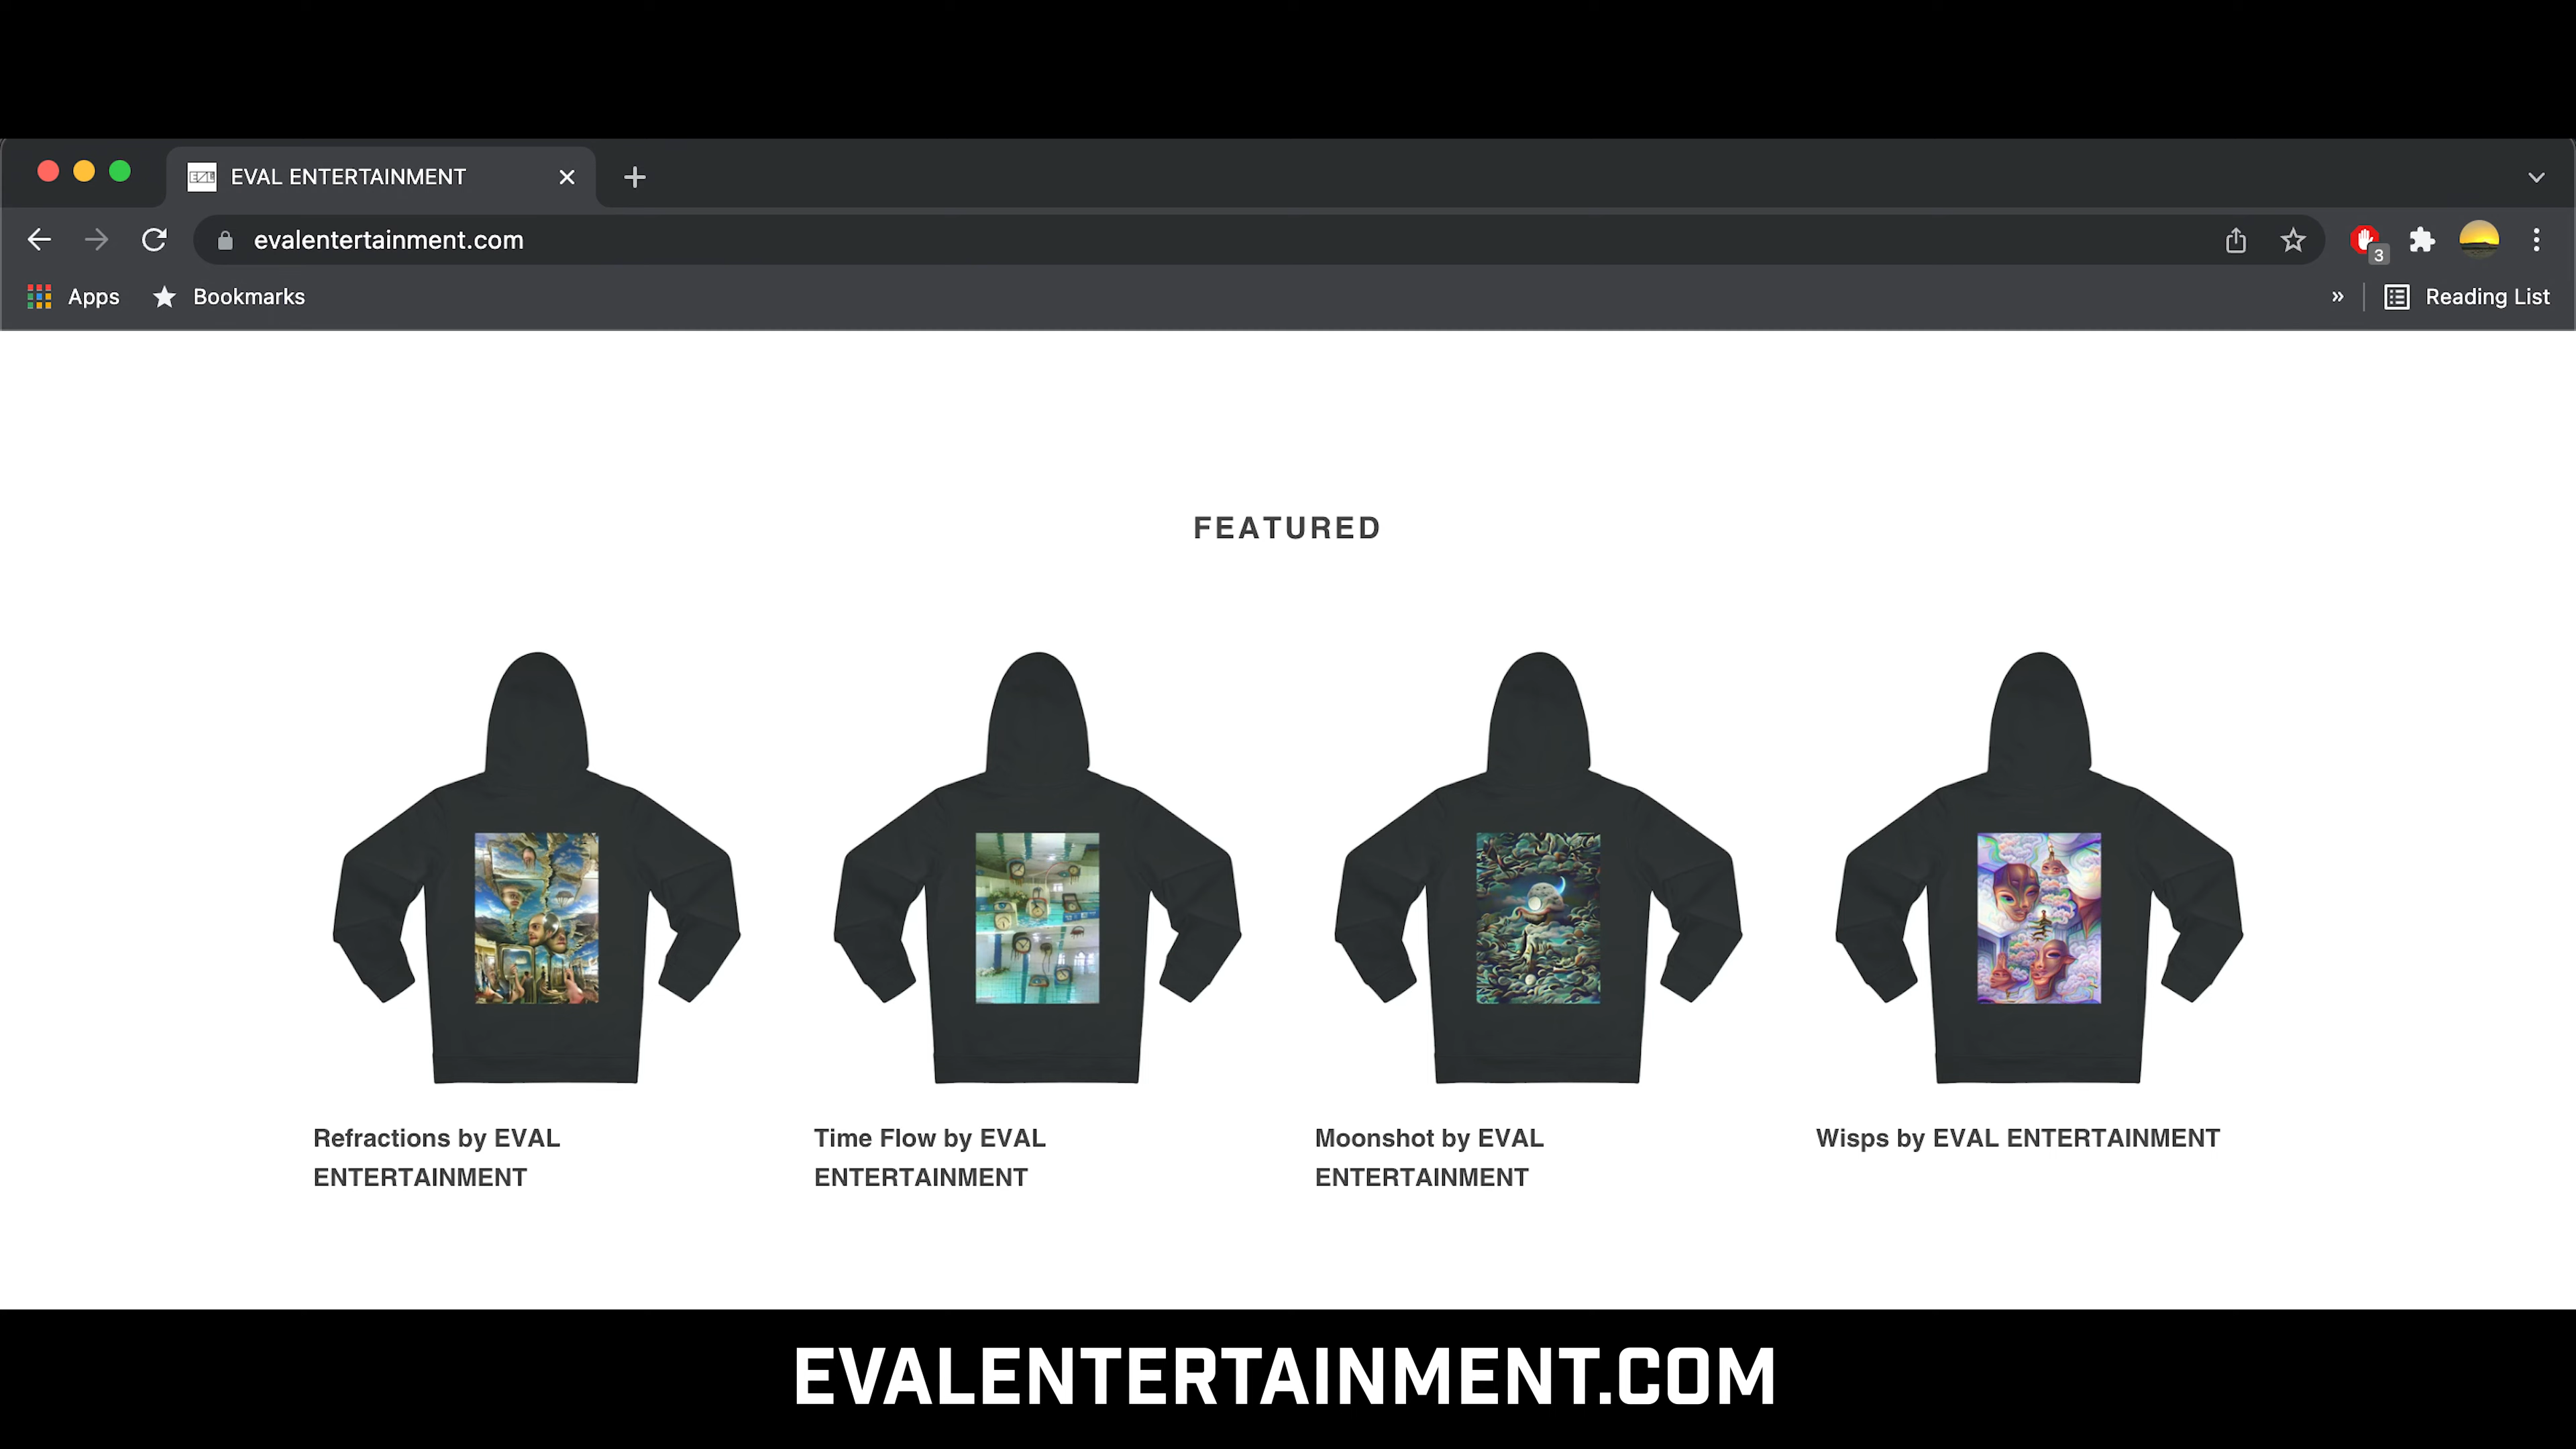 EVAL ENTERTAINMENT
evalentertainment.com
3
Apps
Bookmarks
»
Reading List
FEATURED
Refractions by EVAL
ENTERTAINMENT
Time Flow by EVAL
ENTERTAINMENT
Moonshot by EVAL
ENTERTAINMENT
Wisps by EVAL ENTERTAINMENT
EVALENTERTAINMENT.COM